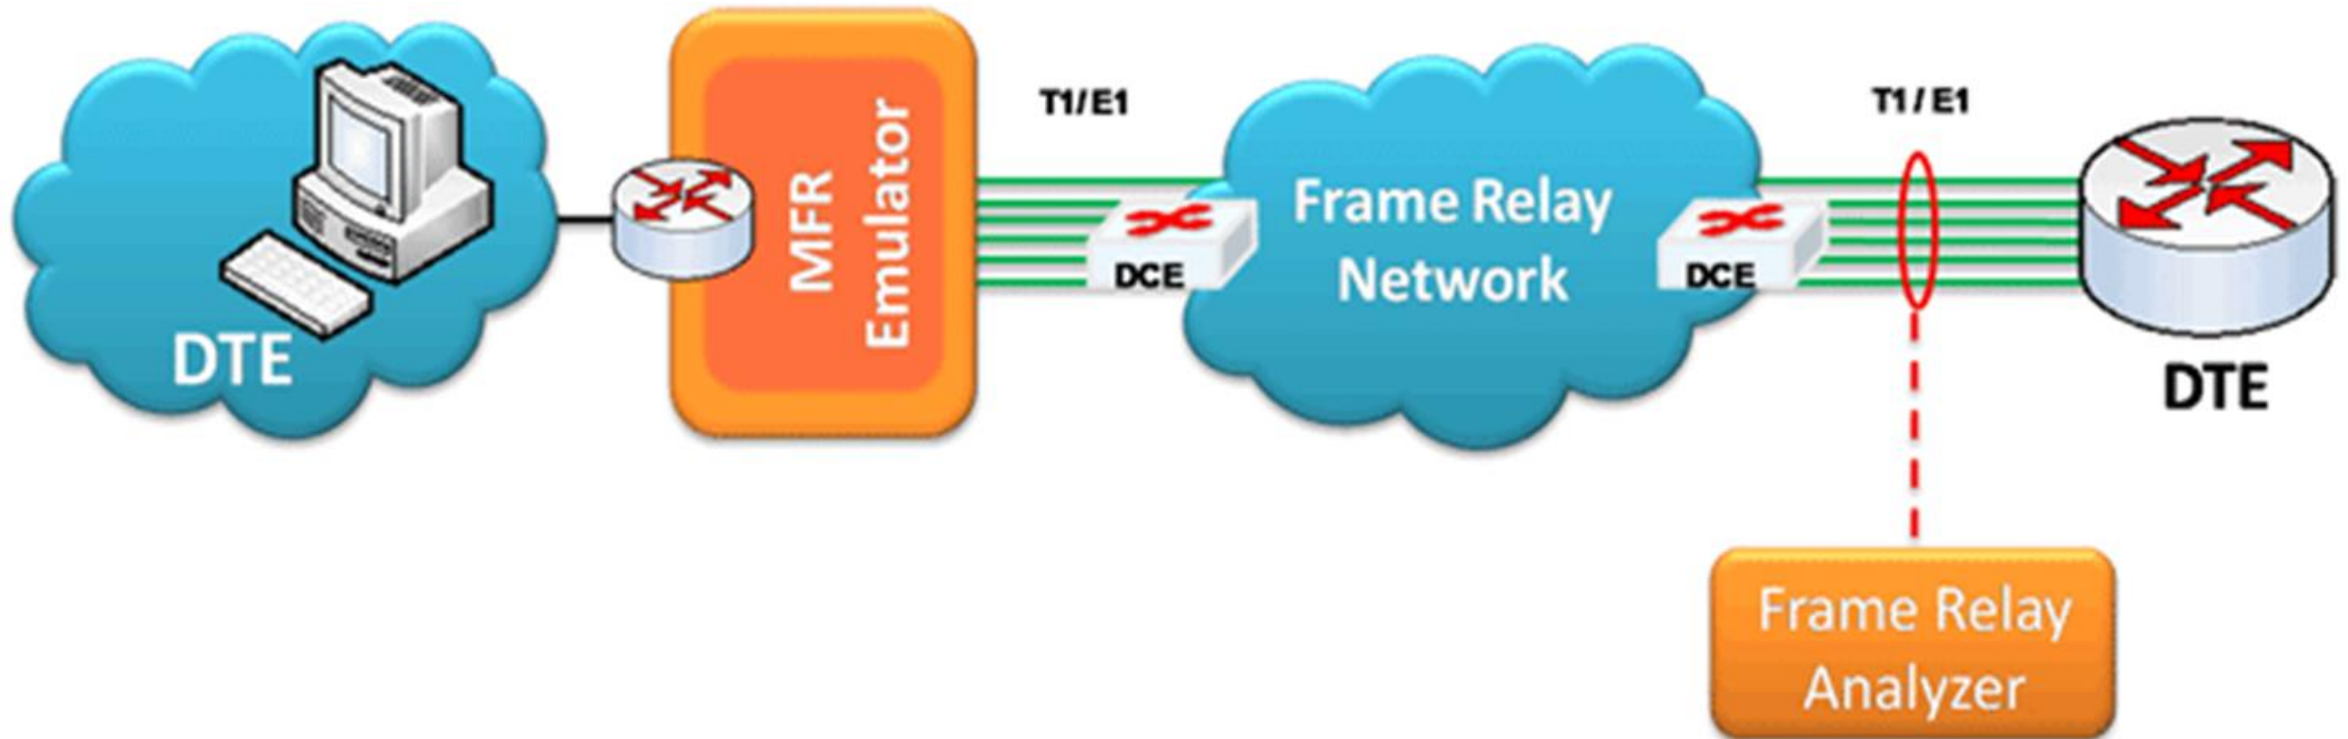 DTE
MFR
Emulator
T1/E1
DCE
Frame Relay
Network
DCE
T1 / E1
DTE
Frame Relay
Analyzer